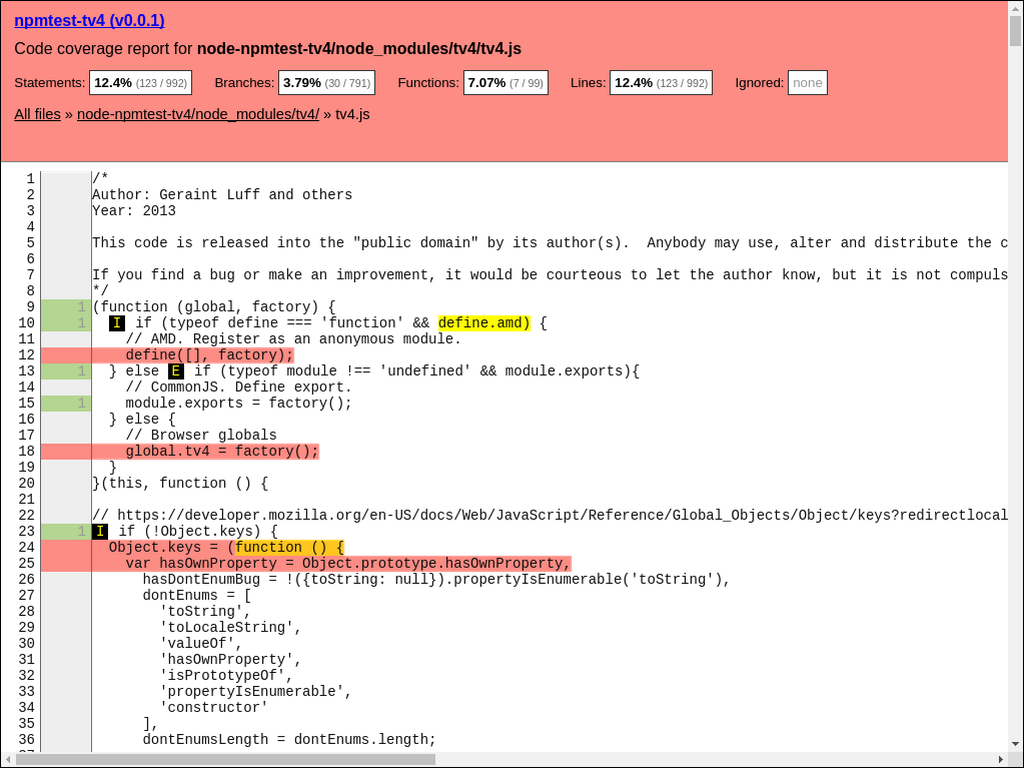 npmtest-tv4 (v0.0.1)
Code coverage report for node-npmtest-tv4/node_modules/tv4/tv4.js
Statements: 12.4% (123 / 992) Branches: 3.79% (30 / 791) Functions: 7.07% (7 / 99) Lines: 12.4% (123 / 992) Ignored: none
All files » node-npmtest-tv4/node_modules/tv4/ » tv4.js
1 /*
2 Author: Geraint Luff and others
3 Year: 2013
4
5 This code is released into the "public domain" by its author(s).  Anybody may use, alter and distribute the c
6
7 If you find a bug or make an improvement, it would be courteous to let the author know, but it is not compuls
8 */
9 1 (function (global, factory) {
10 1 I if (typeof define === 'function' && define.amd) {
11 // AMD. Register as an anonymous module.
12 define([], factory);
13 1 } else E if (typeof module !== 'undefined' && module.exports){
14 // CommonJS. Define export.
15 1 module.exports = factory();
16 } else {
17 // Browser globals
18 global.tv4 = factory();
19 }
20 }(this, function () {
21
22 // https://developer.mozilla.org/en-US/docs/Web/JavaScript/Reference/Global_Objects/Object/keys?redirectlocal
23 1 I if (!Object.keys) {
24 Object.keys = (function () {
25 var hasOwnProperty = Object.prototype.hasOwnProperty,
26 hasDontEnumBug = !({toString: null}).propertyIsEnumerable('toString'),
27 dontEnums = [
28 'toString',
29 'toLocaleString',
30 'valueOf',
31 'hasOwnProperty',
32 'isPrototypeOf',
33 'propertyIsEnumerable',
34 'constructor'
35 ],
36 dontEnumsLength = dontEnums.length;